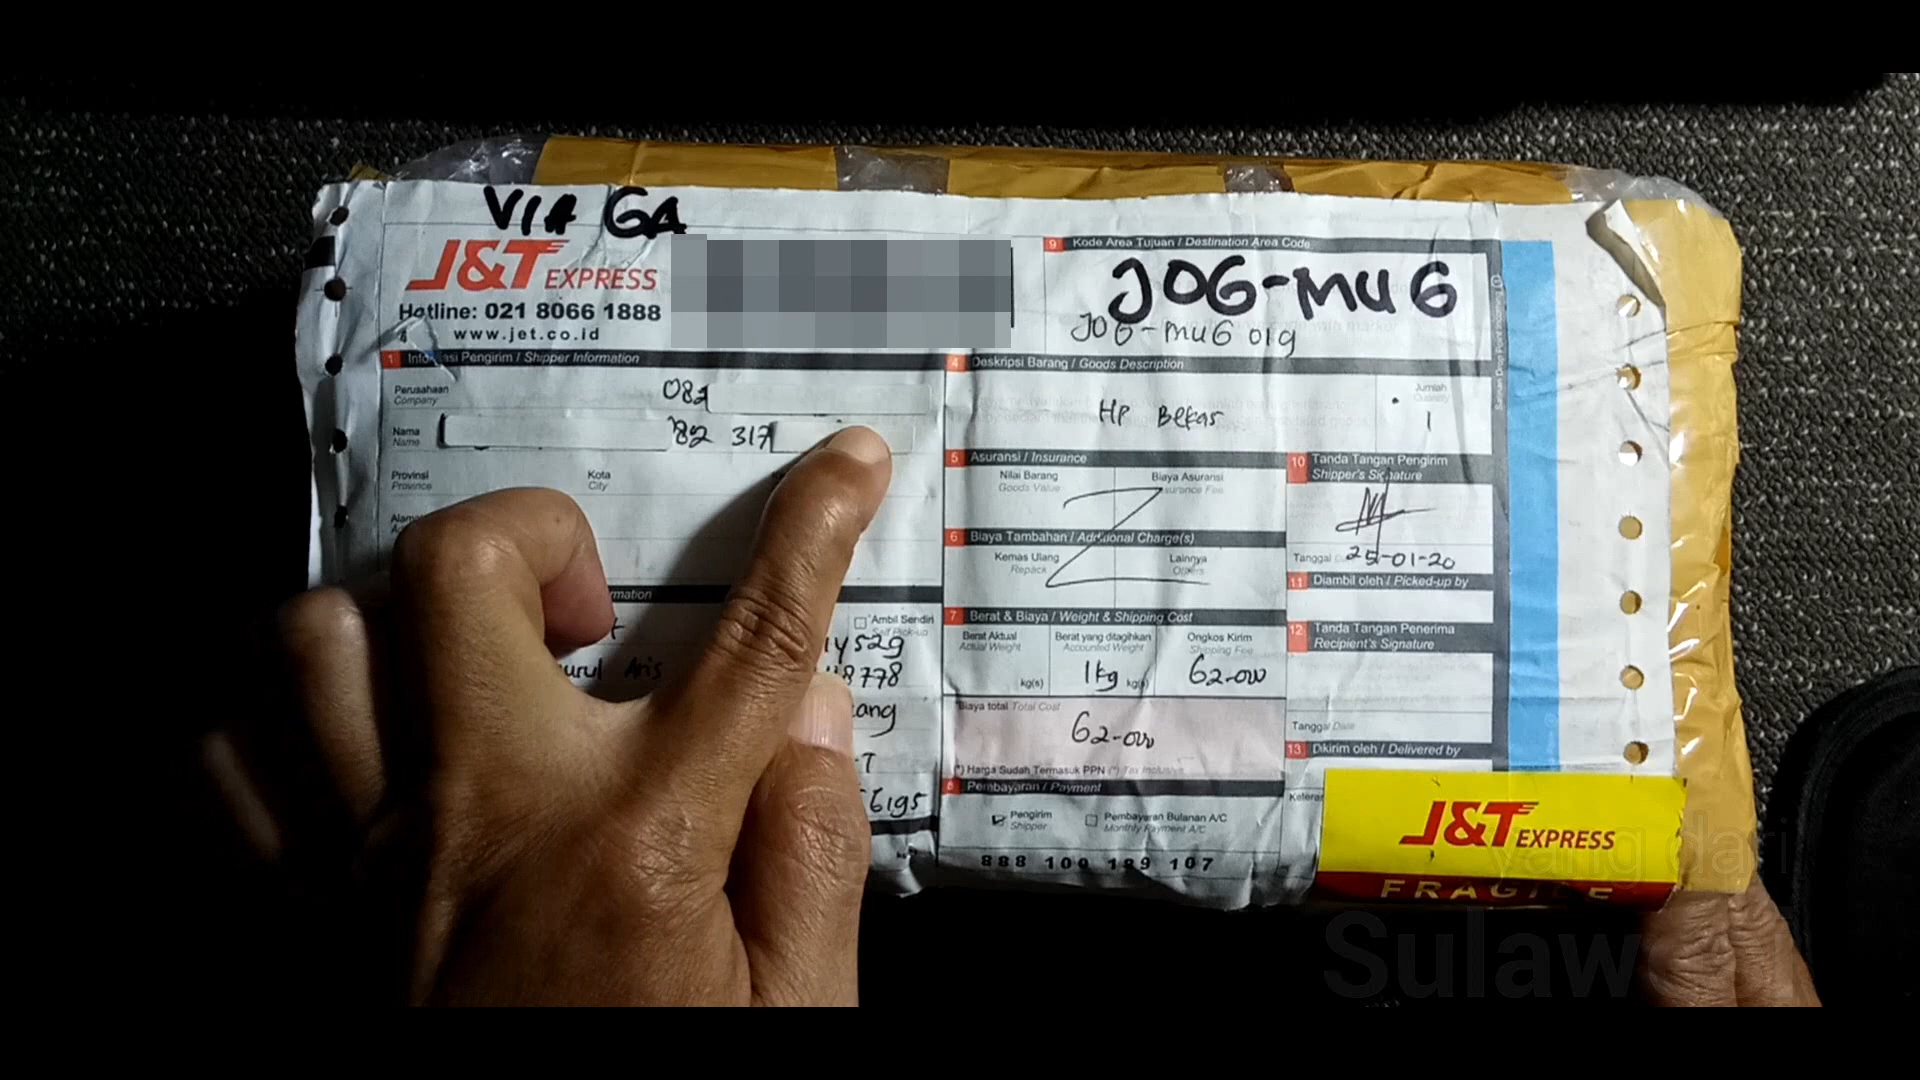 VIA GA
J&T EXPRESS
Hotline: 021 8066 1888
www.jet.co.id
9 Kode Area Tujuan / Destination Area Code
JOG-MUG
JOG-MUG 01g
1 Informasi Pengirim / Shipper Information
Perusahaan
Company
082
Nama
Name
82 317
Provinsi
Province
Kota
City
4 Deskripsi Barang / Goods Description
HP Bekas
Jumlah
Quantity
1
5 Asuransi / Insurance
Nilai Barang
Goods Value
Biaya Asuransi
6 Biaya Tambahan / Additional Charge(s)
Kemas Ulang
Repack
Lainnya
Others
10 Tanda Tangan Pengirim
Shipper's Signature
Tanggal
25-01-20
11 Diambil oleh / Picked-up by
Ambil Sendiri
Self Pick-up
7 Berat & Biaya / Weight & Shipping Cost
Berat Aktual
Actual Weight
kg(s)
Berat yang ditagihkan
Accounted Weight
1kg kg(s)
Ongkos Kirim
Shipping Fee
62-000
*Biaya total Total Cost
62-000
(*) Harga Sudah Termasuk PPN (*) Tax Inclusive
8 Pembayaran / Payment
Pengirim
Shipper
Pembayaran Bulanan A/C
Monthly Payment A/C
888 100 189 107
12 Tanda Tangan Penerima
Recipient's Signature
Tanggal Date
13 Dikirim oleh / Delivered by
J&T EXPRESS
FRAGILE
yang dari
Sulawesi